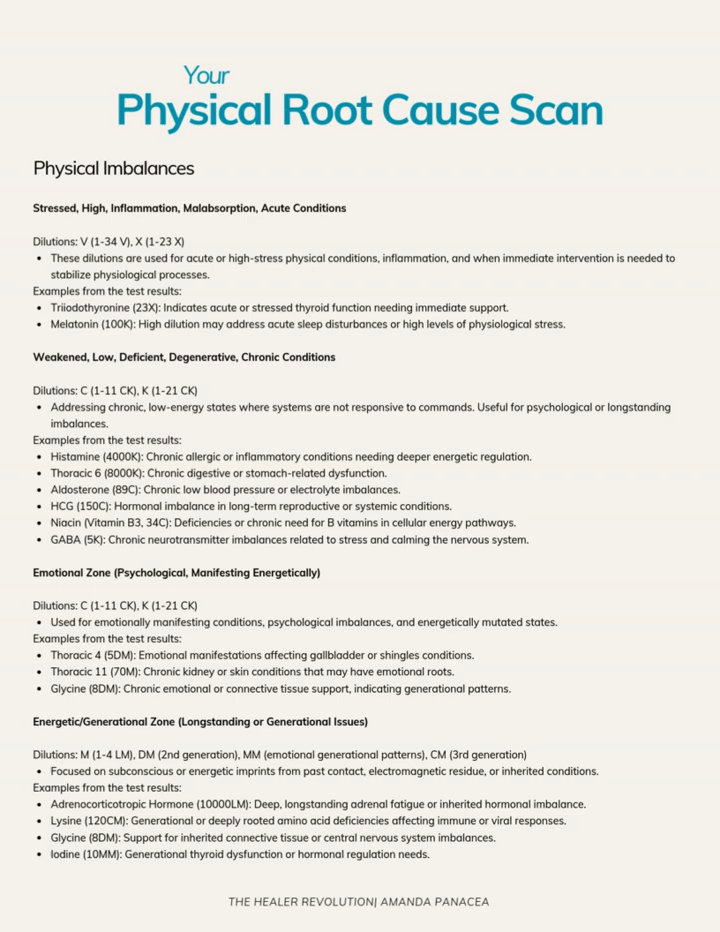 Your
Physical Root Cause Scan
Physical Imbalances
Stressed, High, Inflammation, Malabsorption, Acute Conditions
Dilutions: V (1-34 V), X (1-23 X)
• These dilutions are used for acute or high-stress physical conditions, inflammation, and when immediate intervention is needed to
stabilize physiological processes.
Examples from the test results:
• Triiodothyronine (23X): Indicates acute or stressed thyroid function needing immediate support.
• Melatonin (100K): High dilution may address acute sleep disturbances or high levels of physiological stress.
Weakened, Low, Deficient, Degenerative, Chronic Conditions
Dilutions: C (1-11 CK), K (1-21 CK)
• Addressing chronic, low-energy states where systems are not responsive to commands. Useful for psychological or longstanding
imbalances.
Examples from the test results:
• Histamine (4000K): Chronic allergic or inflammatory conditions needing deeper energetic regulation.
• Thoracic 6 (8000K): Chronic digestive or stomach-related dysfunction.
• Aldosterone (89C): Chronic low blood pressure or electrolyte imbalances.
• HCG (150C): Hormonal imbalance in long-term reproductive or systemic conditions.
• Niacin (Vitamin B3, 34C): Deficiencies or chronic need for B vitamins in cellular energy pathways.
• GABA (5K): Chronic neurotransmitter imbalances related to stress and calming the nervous system.
Emotional Zone (Psychological, Manifesting Energetically)
Dilutions: C (1-11 CK), K (1-21 CK)
• Used for emotionally manifesting conditions, psychological imbalances, and energetically mutated states.
Examples from the test results:
• Thoracic 4 (5DM): Emotional manifestations affecting gallbladder or shingles conditions.
• Thoracic 11 (70M): Chronic kidney or skin conditions that may have emotional roots.
• Glycine (8DM): Chronic emotional or connective tissue support, indicating generational patterns.
Energetic/Generational Zone (Longstanding or Generational Issues)
Dilutions: M (1-4 LM), DM (2nd generation), MM (emotional generational patterns), CM (3rd generation)
• Focused on subconscious or energetic imprints from past contact, electromagnetic residue, or inherited conditions.
Examples from the test results:
• Adrenocorticotropic Hormone (10000LM): Deep, longstanding adrenal fatigue or inherited hormonal imbalance.
• Lysine (120CM): Generational or deeply rooted amino acid deficiencies affecting immune or viral responses.
• Glycine (8DM): Support for inherited connective tissue or central nervous system imbalances.
• Iodine (10MM): Generational thyroid dysfunction or hormonal regulation needs.
THE HEALER REVOLUTION| AMANDA PANACEA